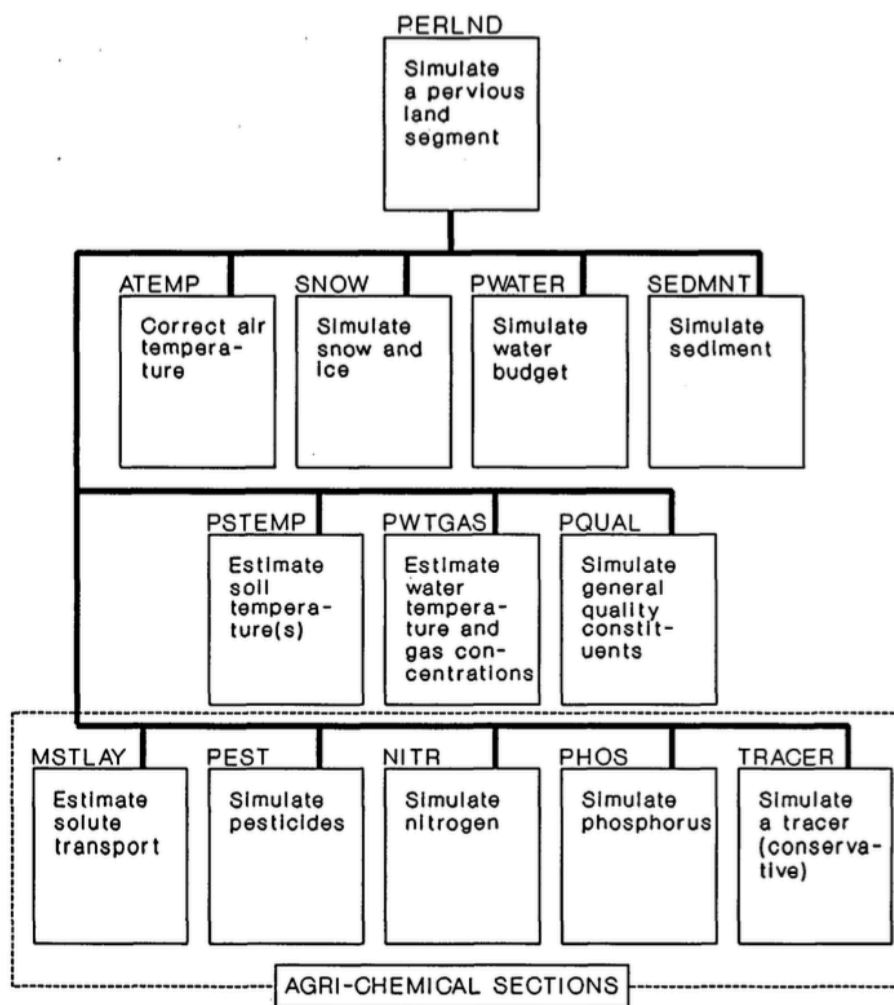 PERLND
Simulate
a pervious
land
segment
ATEMP
Correct air
tempera-
ture
SNOW
Simulate
snow and
ice
PWATER
Simulate
water
budget
SEDMNT
Simulate
sediment
PSTEMP
Estimate
soil
tempera-
ture(s)
PWTGAS
Estimate
water
tempera-
ture and
gas con-
centrations
PQUAL
Simulate
general
quality
constit-
uents
MSTLAY
Estimate
solute
transport
PEST
Simulate
pesticides
NITR
Simulate
nitrogen
PHOS
Simulate
phosphorus
TRACER
Simulate
a tracer
(conserva-
tive)
AGRI-CHEMICAL SECTIONS